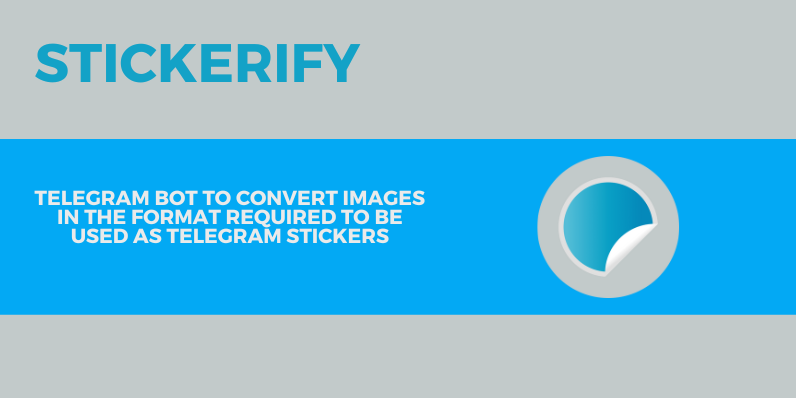 STICKERIFY
TELEGRAM BOT TO CONVERT IMAGES
IN THE FORMAT REQUIRED TO BE
USED AS TELEGRAM STICKERS